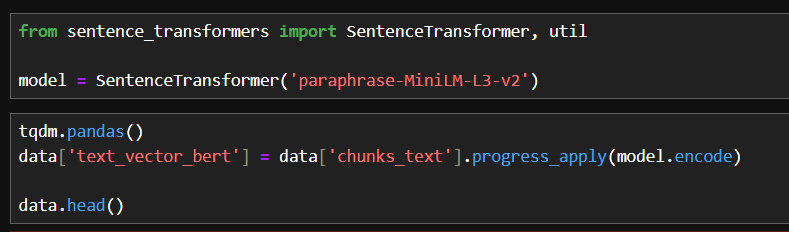 from sentence_transformers import SentenceTransformer, util
model = SentenceTransformer('paraphrase-MiniLM-L3-v2')
tqdm.pandas()
data['text_vector_bert'] = data['chunks_text'].progress_apply(model.encode)
data.head()